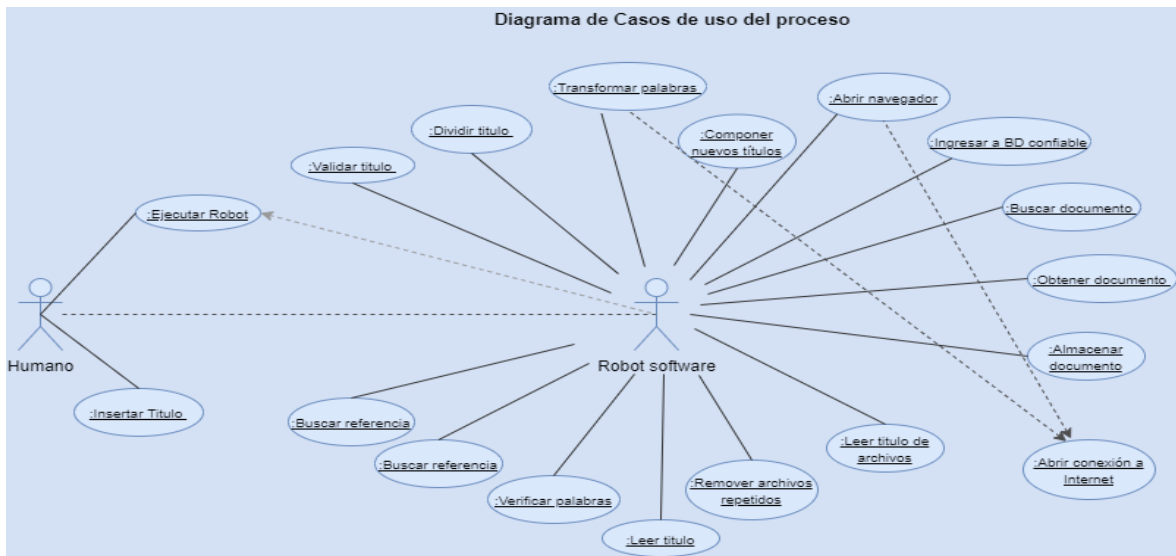 Diagrama de Casos de uso del proceso
:Transformar palabras
:Abrir navegador
:Dividir titulo
:Componer
nuevos títulos
:Ingresar a BD confiable
:Validar titulo
:Ejecutar Robot
:Buscar documento
:Obtener documento
Humano
Robot software
:Almacenar
documento
:Insertar Titulo
:Buscar referencia
:Leer titulo de
archivos
:Buscar referencia
:Abrir conexión a
Internet
:Verificar palabras
:Remover archivos
repetidos
:Leer titulo